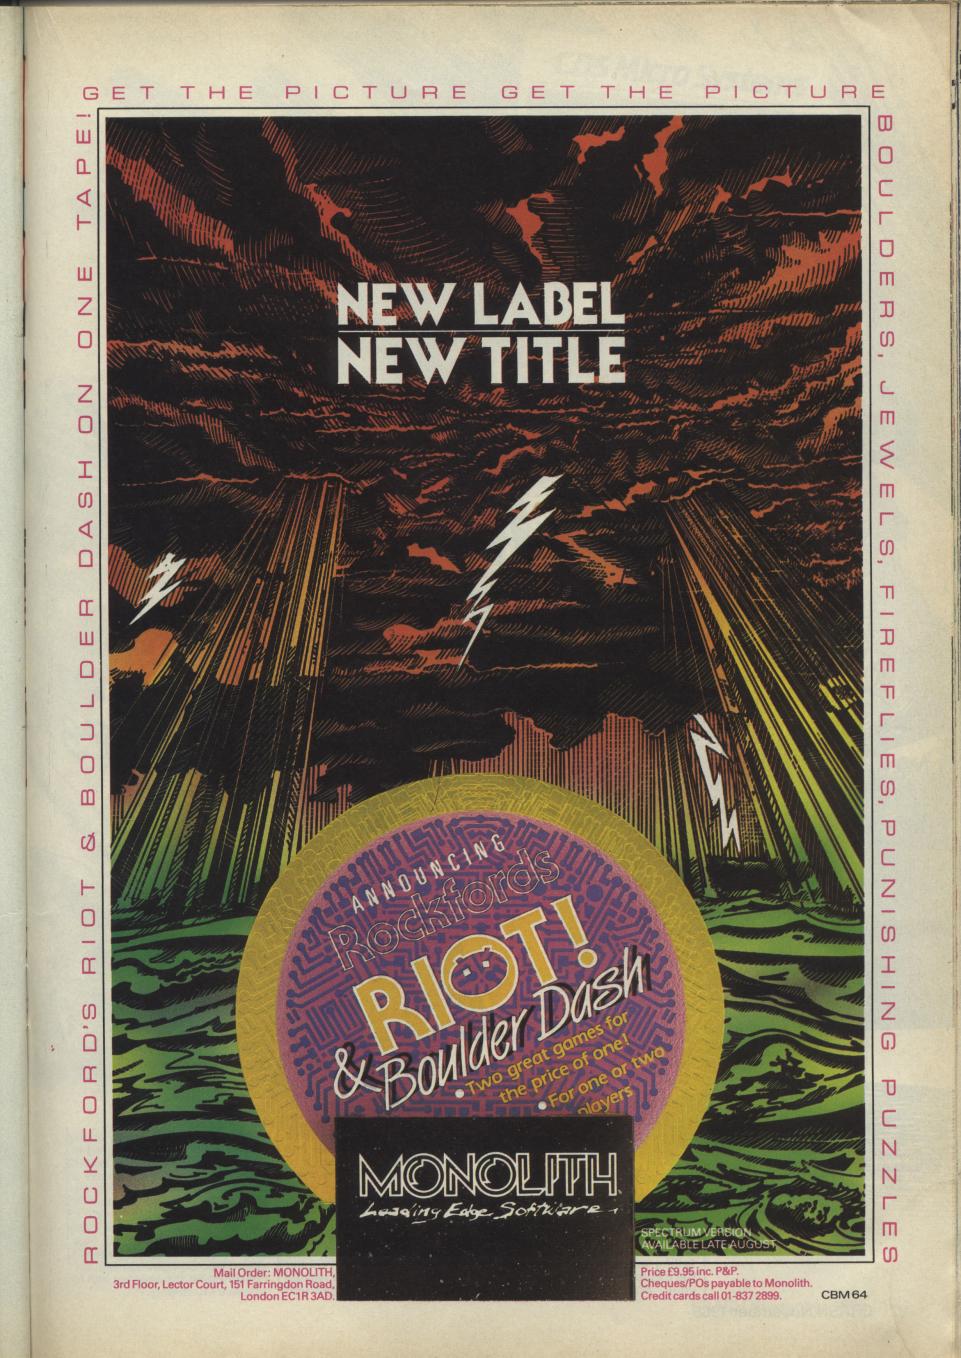 GET THE PICTURE GET THE PICTURE
BOULDERS, JEWELS, FIREFLIES, PUNISHING PUZZLES
ROCKFORD'S RIOT & BOULDER DASH ON ONE TAPE!
NEW LABEL
NEW TITLE
ANNOUNCING
Rockfords
RIOT!
& Boulder Dash
• Two great games for
the price of one!
• For one or two
players
MONOLITH
Leading Edge Software
SPECTRUM VERSION
AVAILABLE LATE AUGUST
Mail Order: MONOLITH,
3rd Floor, Lector Court, 151 Farringdon Road,
London EC1R 3AD.
Price £9.95 inc. P&P.
Cheques/POs payable to Monolith.
Credit cards call 01-837 2899.
CBM 64